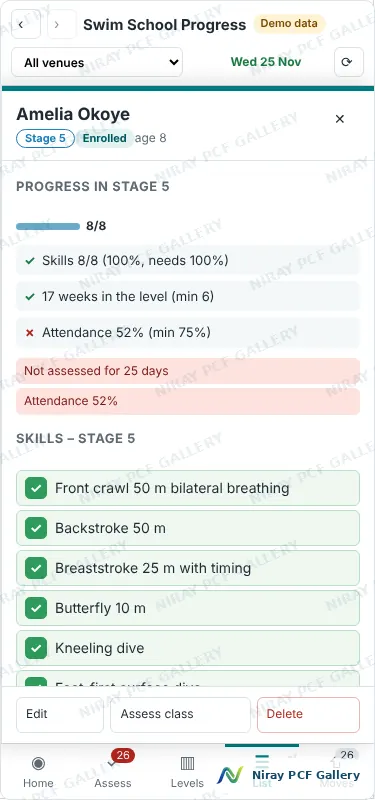 Swim School Progress Demo data
All venues Wed 25 Nov
Amelia Okoye
Stage 5 Enrolled age 8
PROGRESS IN STAGE 5
8/8
Skills 8/8 (100%, needs 100%)
17 weeks in the level (min 6)
Attendance 52% (min 75%)
Not assessed for 25 days
Attendance 52%
SKILLS – STAGE 5
Front crawl 50 m bilateral breathing
Backstroke 50 m
Breaststroke 25 m with timing
Butterfly 10 m
Kneeling dive
Edit Assess class Delete
26 26
Home Assess Levels List Moves
Niray PCF Gallery
NIRAY PCF GALLERY